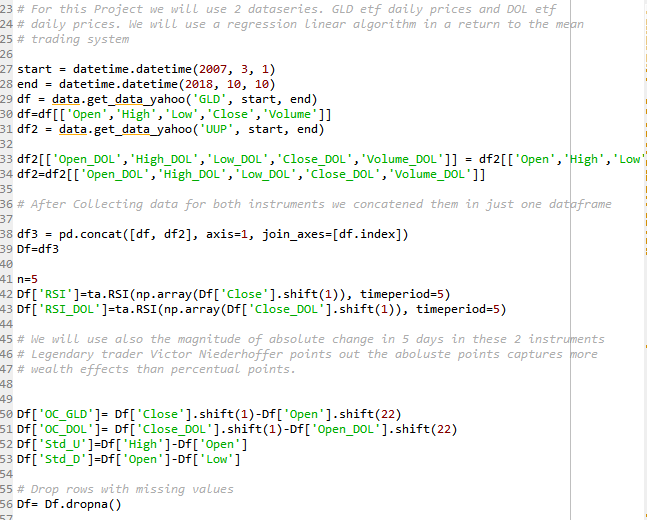 23 # For this Project we will use 2 dataseries. GLD etf daily prices and DOL etf
24 # daily prices. We will use a regression linear algorithm in a return to the mean
25 # trading system
26
27 start = datetime.datetime(2007, 3, 1)
28 end = datetime.datetime(2018, 10, 10)
29 df = data.get_data_yahoo('GLD', start, end)
30 df=df[['Open','High','Low','Close','Volume']]
31 df2 = data.get_data_yahoo('UUP', start, end)
32
33 df2[['Open_DOL','High_DOL','Low_DOL','Close_DOL','Volume_DOL']] = df2[['Open','High','Low'
34 df2=df2[['Open_DOL','High_DOL','Low_DOL','Close_DOL','Volume_DOL']]
35
36 # After Collecting data for both instruments we concatened them in just one dataframe
37
38 df3 = pd.concat([df, df2], axis=1, join_axes=[df.index])
39 Df=df3
40
41 n=5
42 Df['RSI']=ta.RSI(np.array(Df['Close'].shift(1)), timeperiod=5)
43 Df['RSI_DOL']=ta.RSI(np.array(Df['Close_DOL'].shift(1)), timeperiod=5)
44
45 # We will use also the magnitude of absolute change in 5 days in these 2 instruments
46 # Legendary trader Victor Niederhoffer points out the aboluste points captures more
47 # wealth effects than percentual points.
48
49
50 Df['OC_GLD']= Df['Close'].shift(1)-Df['Open'].shift(22)
51 Df['OC_DOL']= Df['Close_DOL'].shift(1)-Df['Open_DOL'].shift(22)
52 Df['Std_U']=Df['High']-Df['Open']
53 Df['Std_D']=Df['Open']-Df['Low']
54
55 # Drop rows with missing values
56 Df= Df.dropna()
57